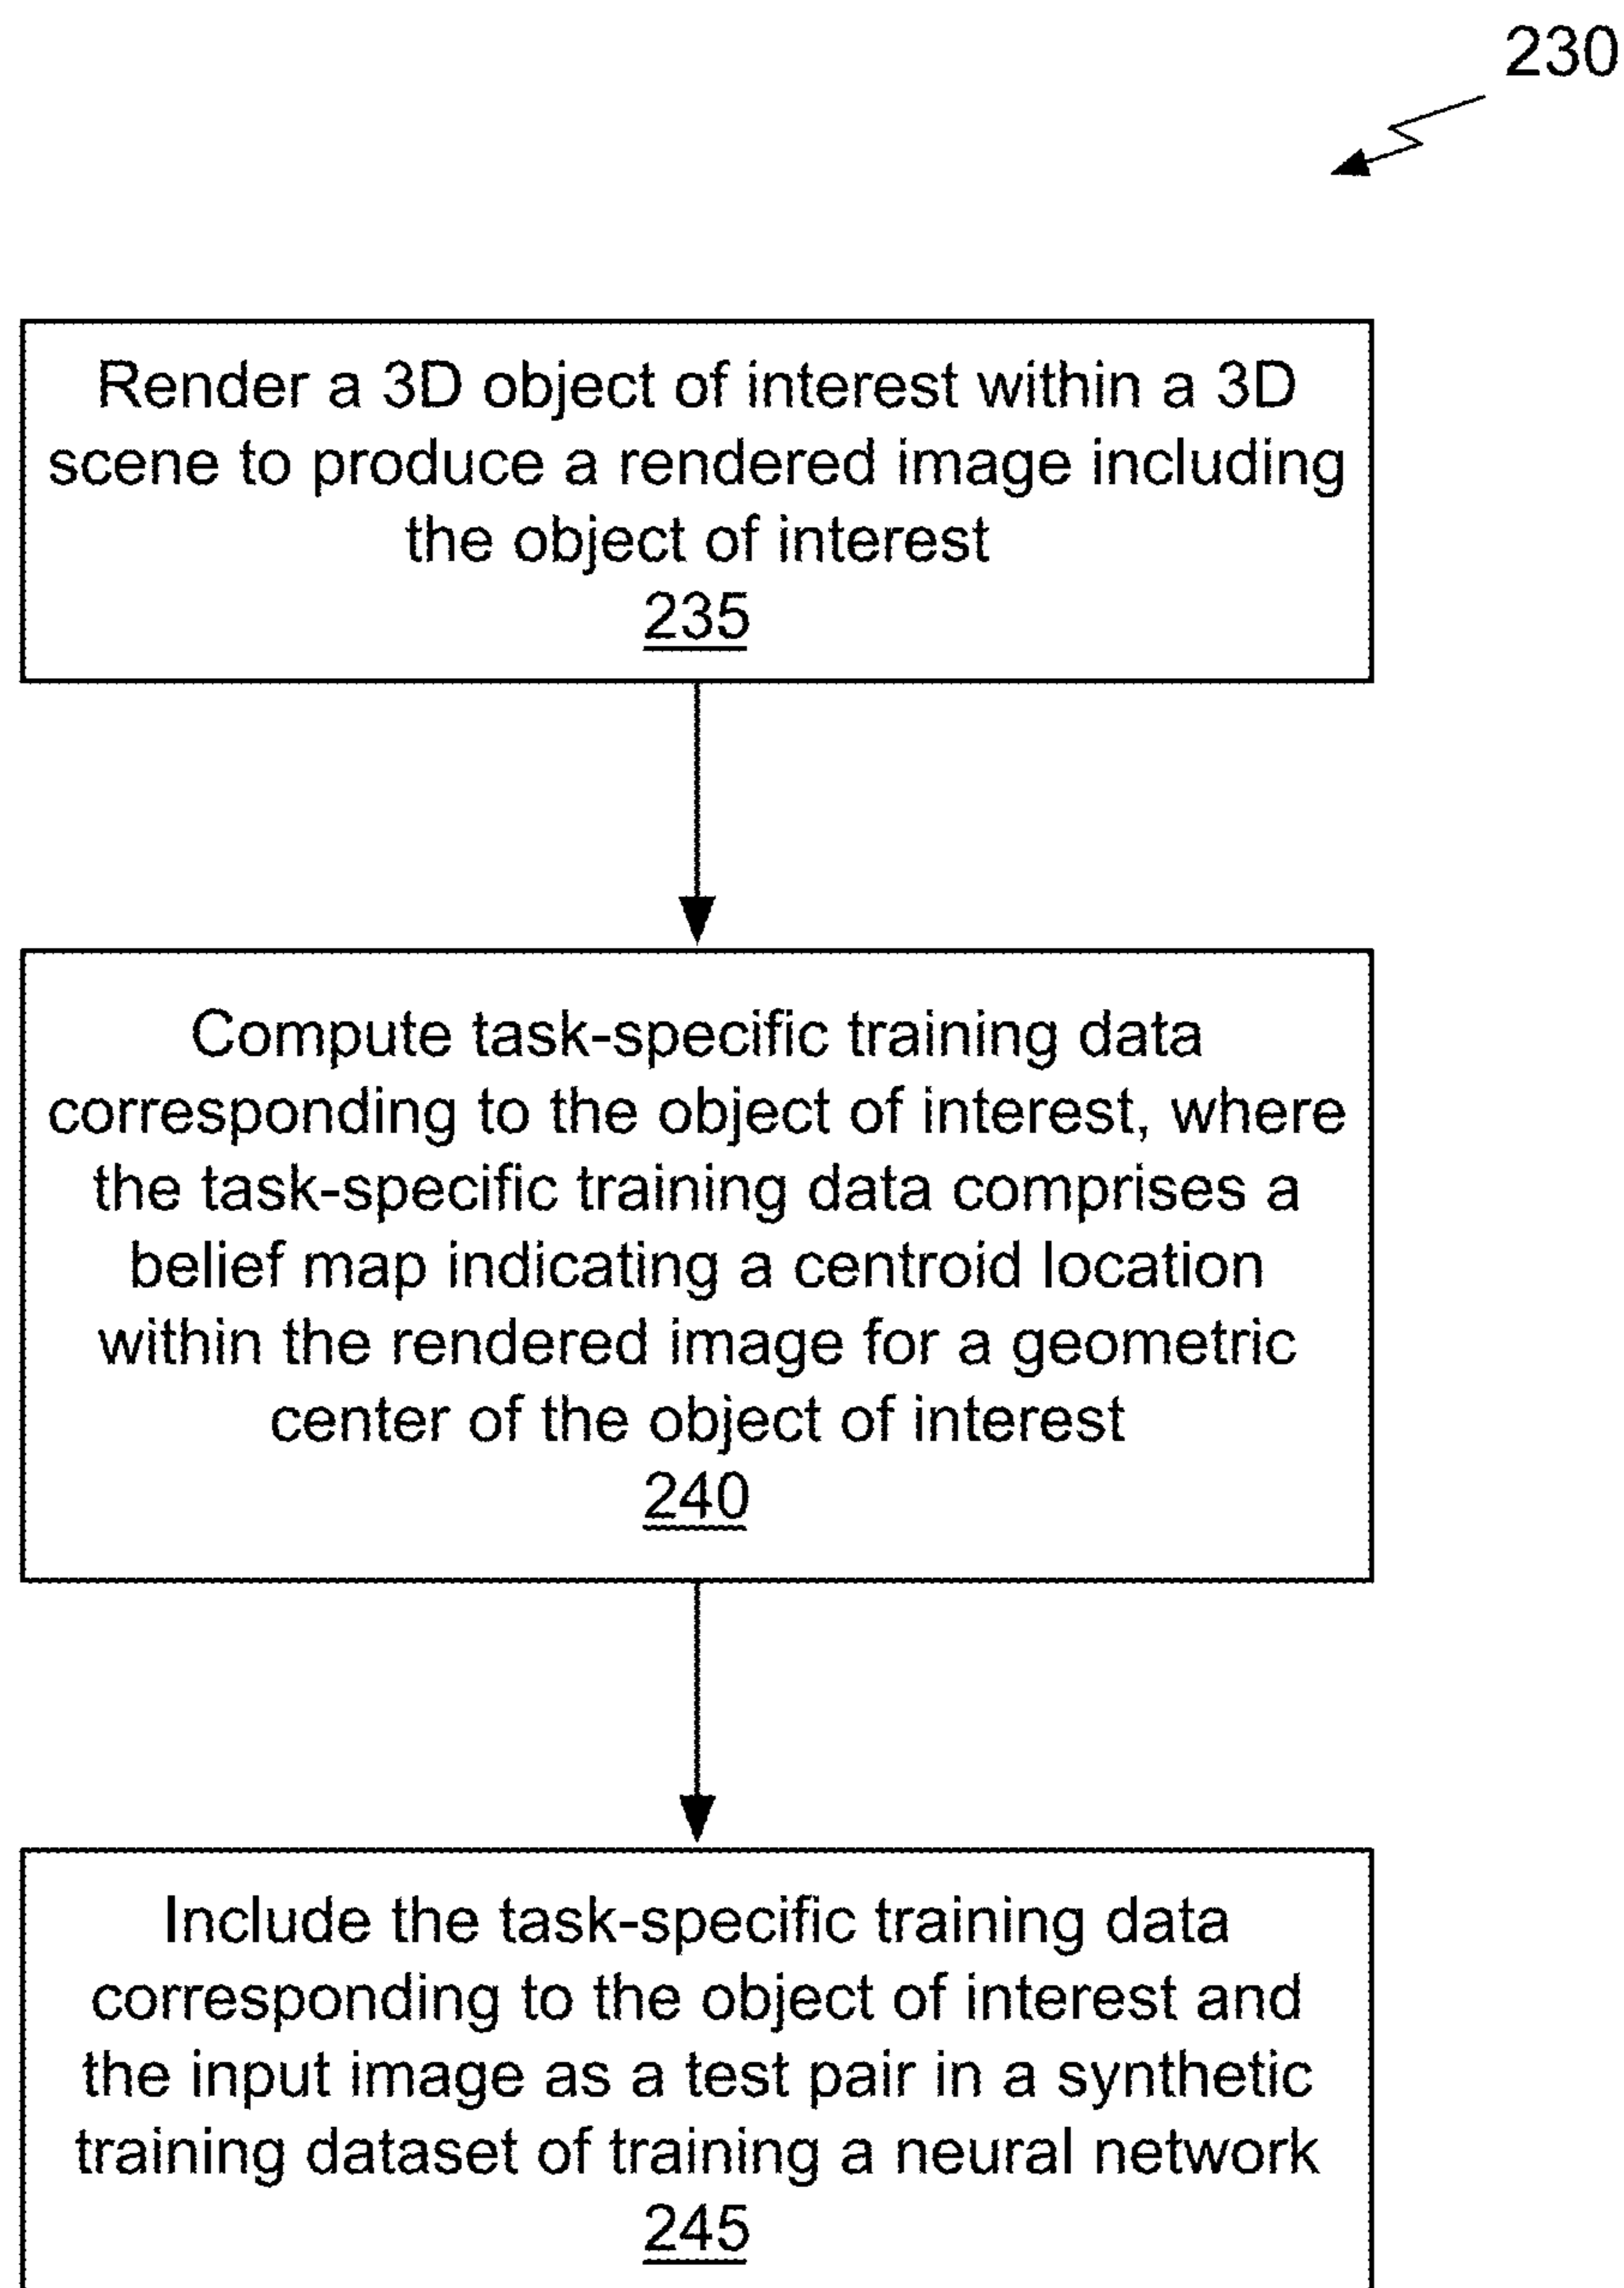 230
Render a 3D object of interest within a 3D
scene to produce a rendered image including
the object of interest
235
Compute task-specific training data
corresponding to the object of interest, where
the task-specific training data comprises a
belief map indicating a centroid location
within the rendered image for a geometric
center of the object of interest
240
Include the task-specific training data
corresponding to the object of interest and
the input image as a test pair in a synthetic
training dataset of training a neural network
245